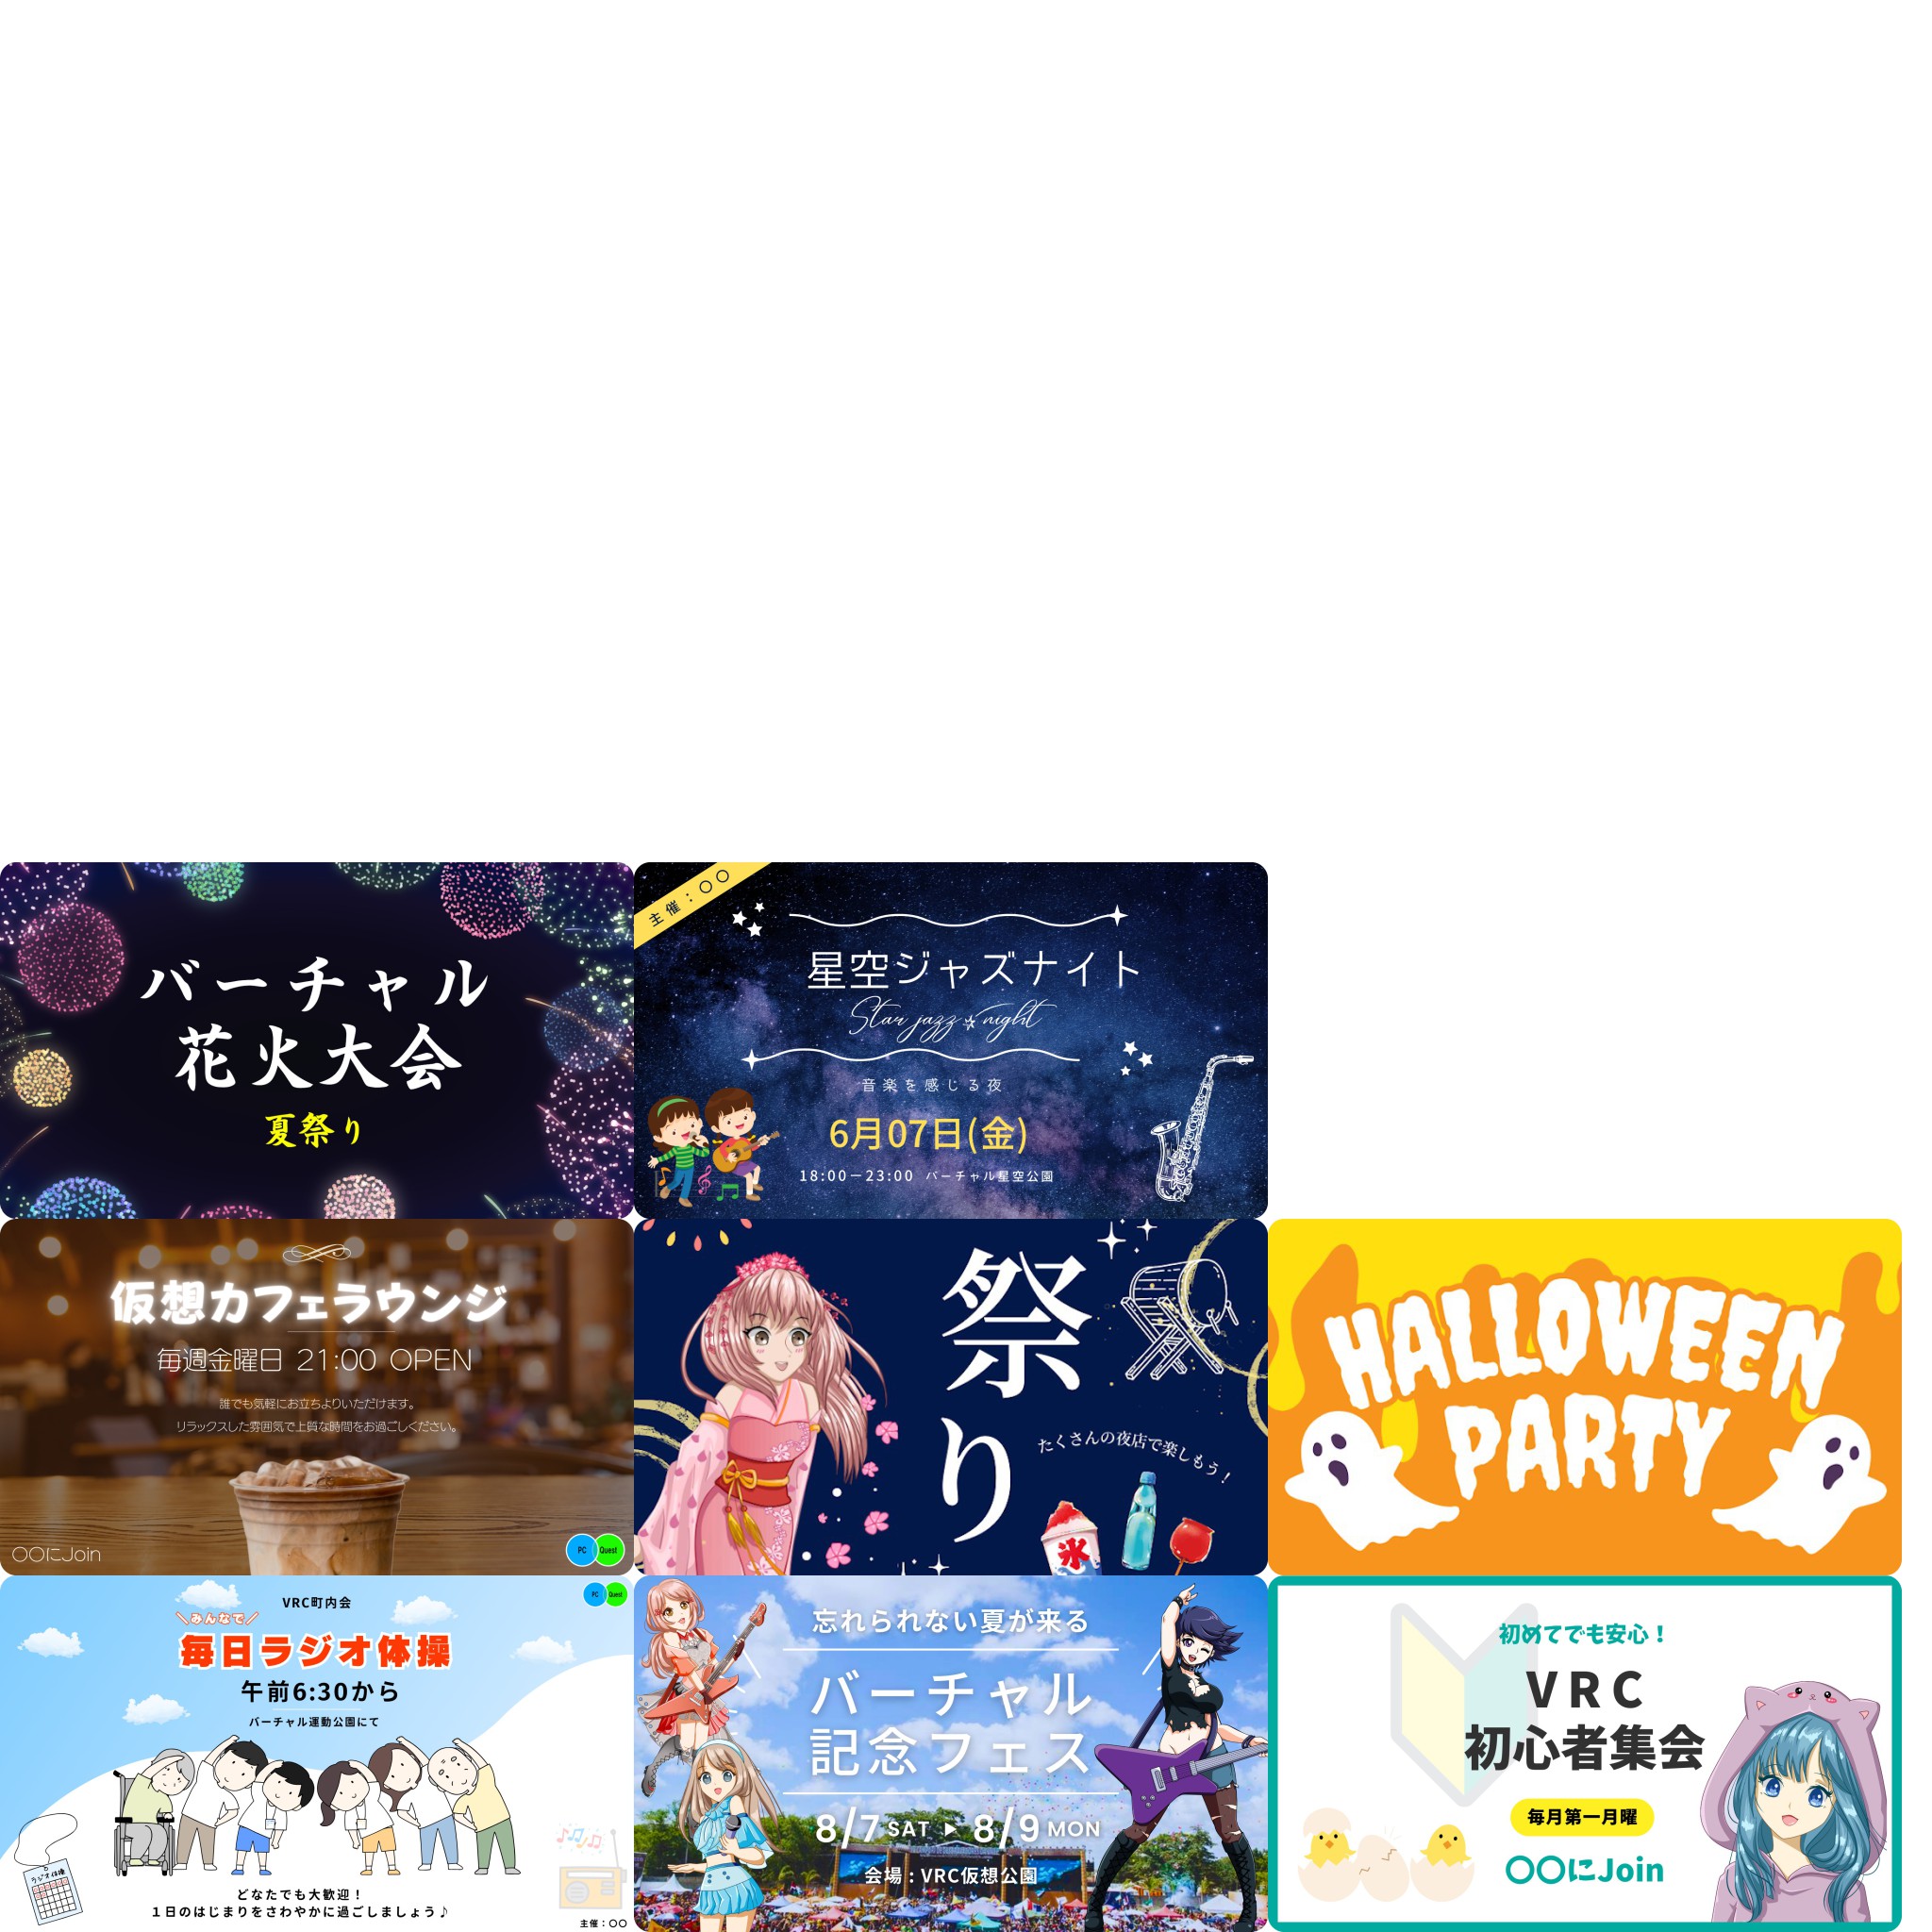 バーチャル
花火大会
夏祭り
主催:〇〇
星空ジャズナイト
Star jazz night
音楽を感じる夜
6月07日(金)
18:00ー23:00 バーチャル星空公園
仮想カフェラウンジ
毎週金曜日 21:00 OPEN
誰でも気軽にお立ちよりいただけます。
リラックスした雰囲気で上質な時間をお過ごしください。
〇〇にJoin
PC Quest
祭り
たくさんの夜店で楽しもう!
氷
HALLOWEEN
PARTY
VRC町内会
PC Quest
\みんなで/
毎日ラジオ体操
午前6:30から
バーチャル運動公園にて
ラジオ体操
どなたでも大歓迎!
1日のはじまりをさわやかに過ごしましょう♪
主催:〇〇
忘れられない夏が来る
バーチャル
記念フェス
8/7 SAT ▶ 8/9 MON
会場:VRC仮想公園
初めてでも安心!
VRC
初心者集会
毎月第一月曜
〇〇にJoin